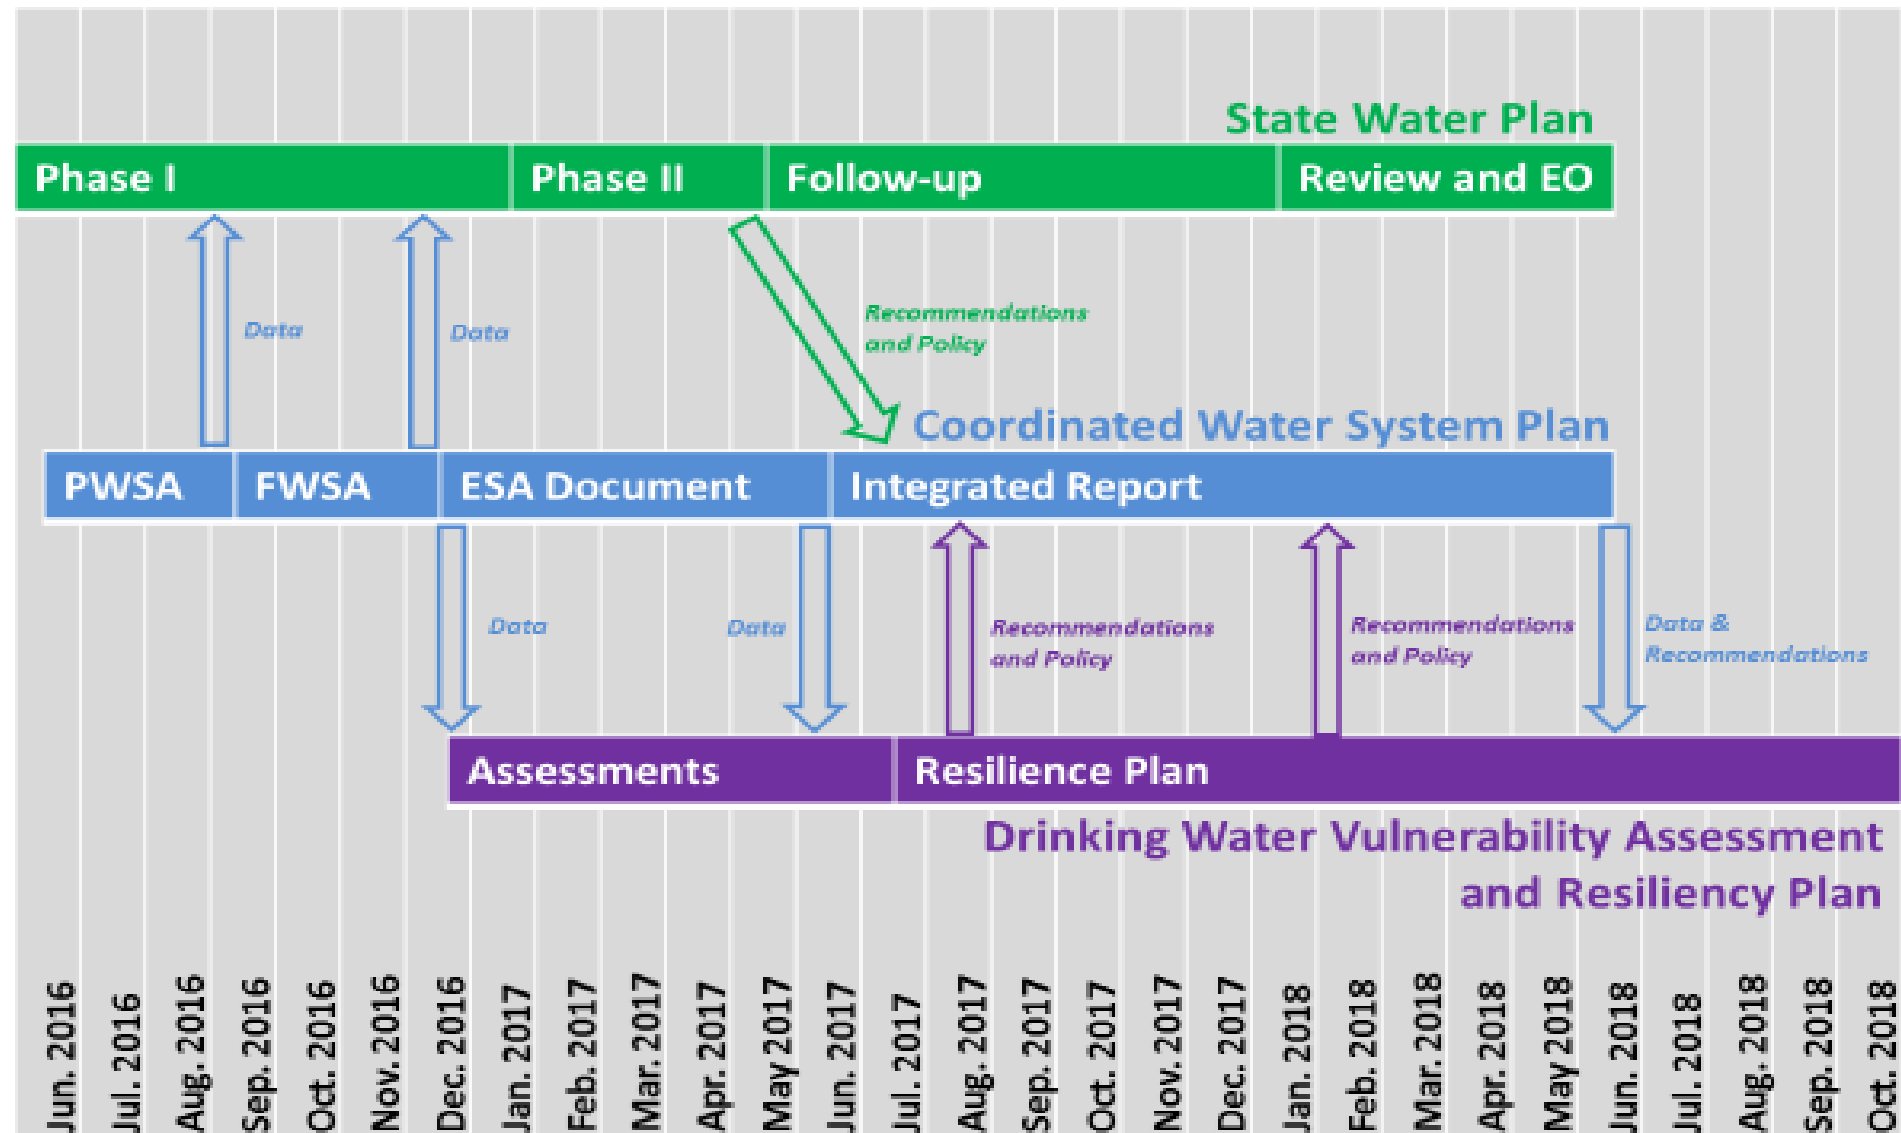 State Water Plan
Phase I
Phase II
Follow-up
Review and EO
Data
Data
Recommendations
and Policy
Coordinated Water System Plan
PWSA
FWSA
ESA Document
Integrated Report
Data
Data
Recommendations
and Policy
Recommendations
and Policy
Data &
Recommendations
Assessments
Resilience Plan
Drinking Water Vulnerability Assessment
and Resiliency Plan
Jun. 2016
Jul. 2016
Aug. 2016
Sep. 2016
Oct. 2016
Nov. 2016
Dec. 2016
Jan. 2017
Feb. 2017
Mar. 2017
Apr. 2017
May 2017
Jun. 2017
Jul. 2017
Aug. 2017
Sep. 2017
Oct. 2017
Nov. 2017
Dec. 2017
Jan. 2018
Feb. 2018
Mar. 2018
Apr. 2018
May 2018
Jun. 2018
Jul. 2018
Aug. 2018
Sep. 2018
Oct. 2018